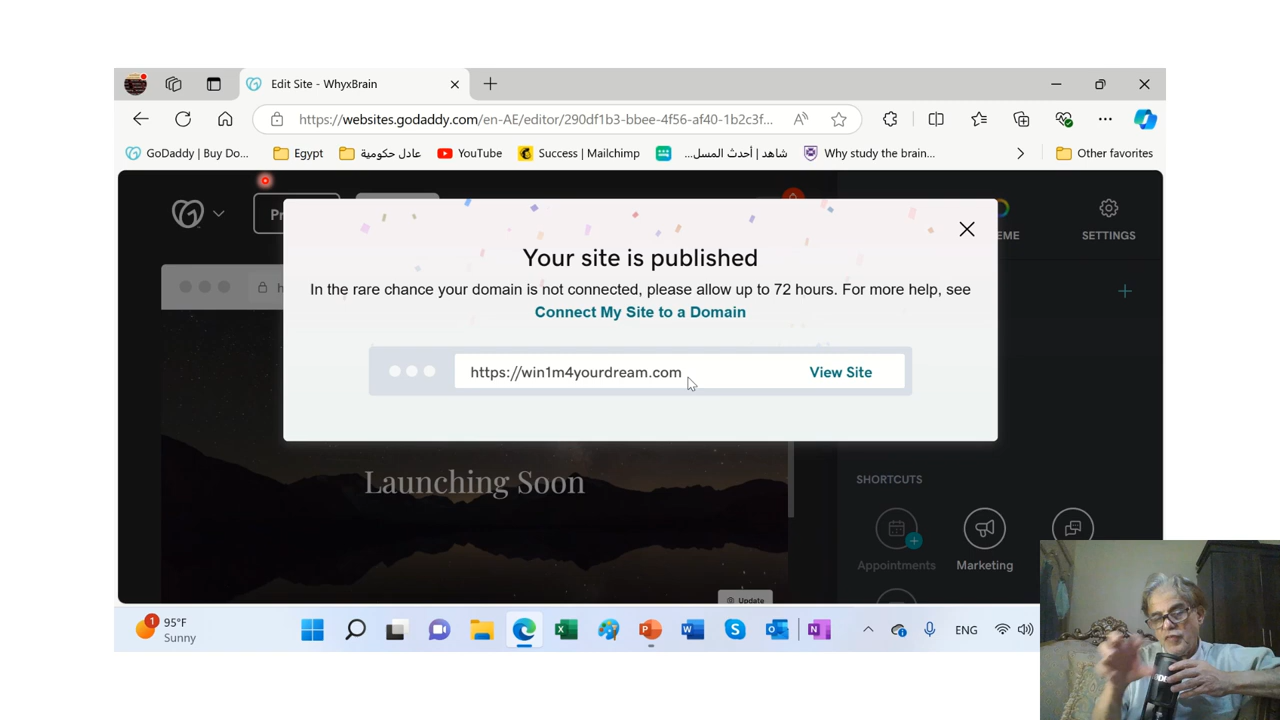 Edit Site - WhyxBrain
https://websites.godaddy.com/en-AE/editor/290df1b3-bbee-4f56-af40-1b2c3f...
GoDaddy | Buy Do...
Egypt
عادل حكومية
YouTube
Success | Mailchimp
شاهد | أحدث المسل...
Why study the brain...
Other favorites
SETTINGS
Your site is published
In the rare chance your domain is not connected, please allow up to 72 hours. For more help, see
Connect My Site to a Domain
https://win1m4yourdream.com
View Site
Launching Soon
SHORTCUTS
Appointments
Marketing
Update
1
95°F
Sunny
ENG